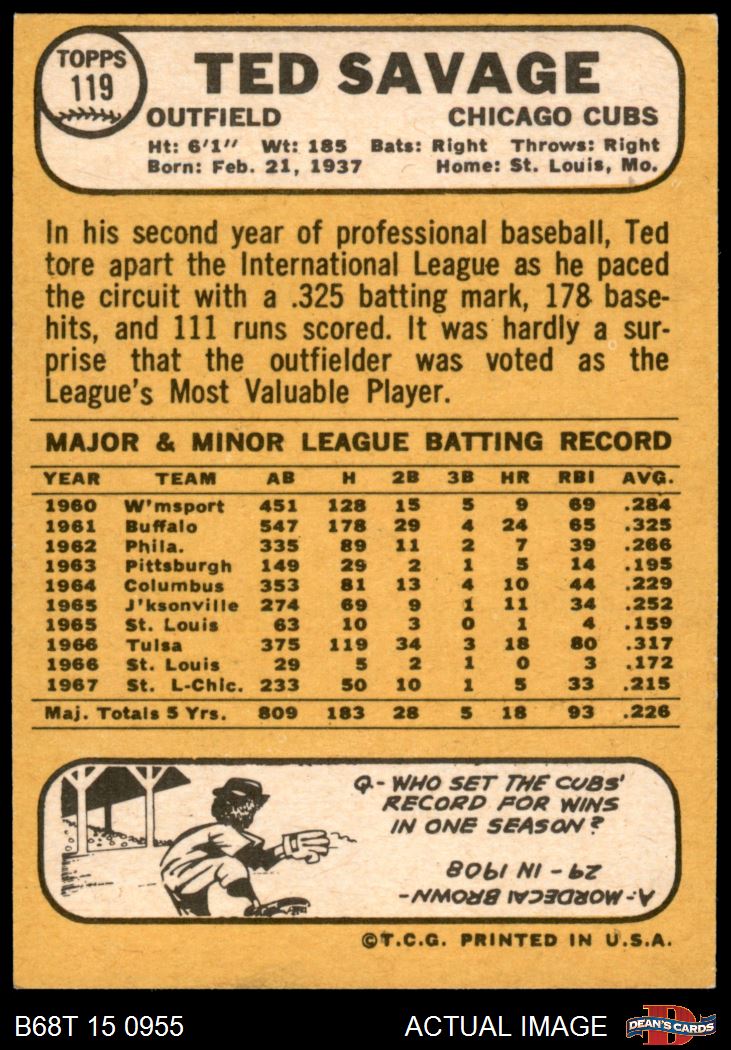 TOPPS
119
TED SAVAGE
OUTFIELD CHICAGO CUBS
Ht: 6'1" Wt: 185 Bats: Right Throws: Right
Born: Feb. 21, 1937 Home: St. Louis, Mo.
In his second year of professional baseball, Ted
tore apart the International League as he paced
the circuit with a .325 batting mark, 178 base-
hits, and 111 runs scored. It was hardly a sur-
prise that the outfielder was voted as the
League's Most Valuable Player.
MAJOR & MINOR LEAGUE BATTING RECORD
YEAR TEAM AB H 2B 3B HR RBI AVG.
1960 W'msport 451 128 15 5 9 69 .284
1961 Buffalo 547 178 29 4 24 65 .325
1962 Phila. 335 89 11 2 7 39 .266
1963 Pittsburgh 149 29 2 1 5 14 .195
1964 Columbus 353 81 13 4 10 44 .229
1965 J'ksonville 274 69 9 1 11 34 .252
1965 St. Louis 63 10 3 0 1 4 .159
1966 Tulsa 375 119 34 3 18 80 .317
1966 St. Louis 29 5 2 1 0 3 .172
1967 St. L-Chic. 233 50 10 1 5 33 .215
Maj. Totals 5 Yrs. 809 183 28 5 18 93 .226
Q- WHO SET THE CUBS'
RECORD FOR WINS
IN ONE SEASON?
A- MORDECAI BROWN-
29 - IN 1908
©T.C.G. PRINTED IN U.S.A.
B68T 15 0955 ACTUAL IMAGE
D
DEAN'S CARDS